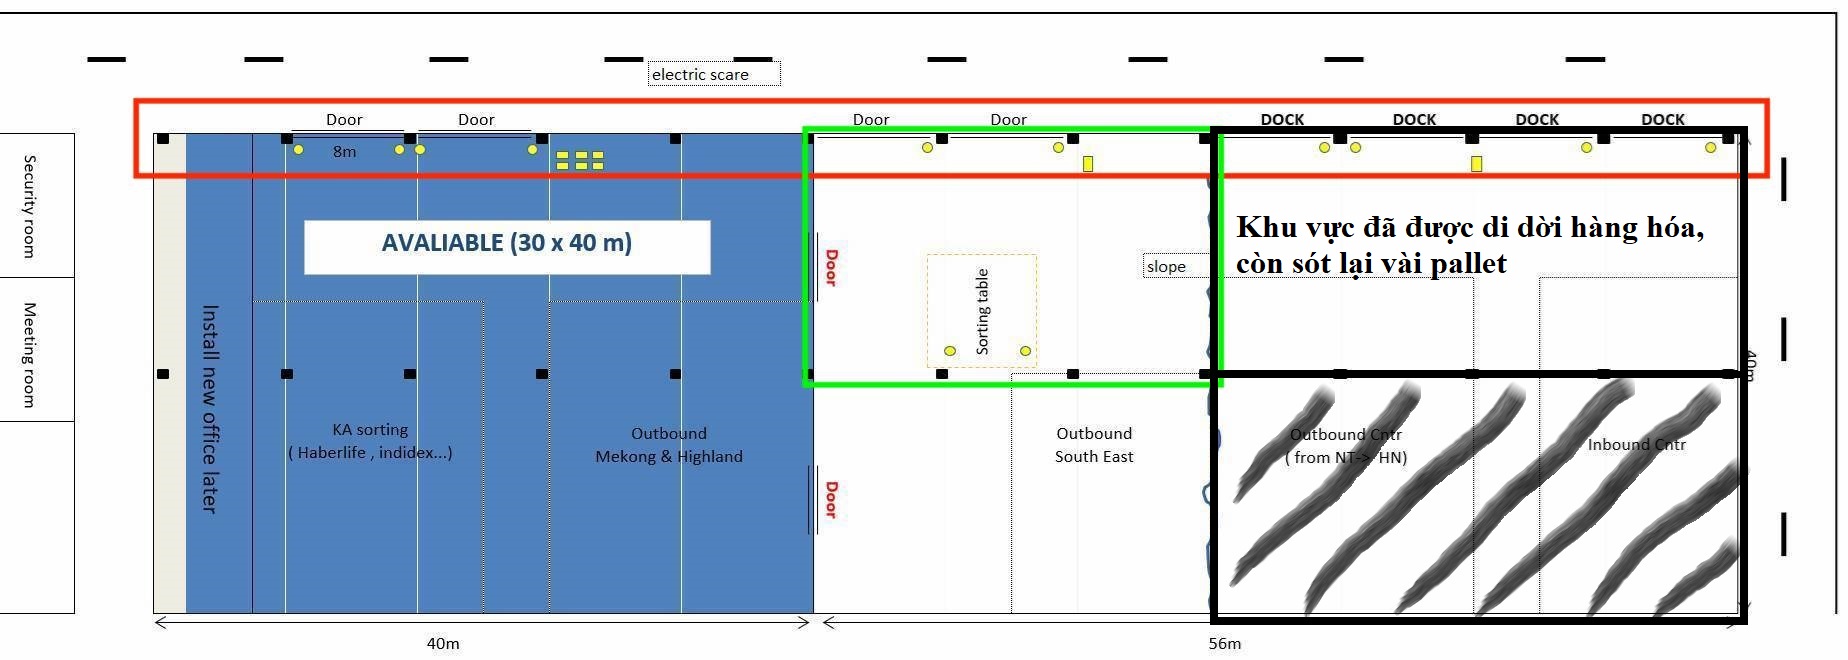 electric scare
Door
Door
Door
Door
DOCK
DOCK
DOCK
DOCK
8m
Security room
AVALIABLE (30 x 40 m)
Door
slope
Khu vực đã được di dời hàng hóa,
còn sót lại vài pallet
Sorting table
Meeting room
Install new office later
40m
KA sorting
( Haberlife , indidex...)
Outbound
Mekong & Highland
Door
Outbound
South East
Outbound Cntr
( from NT-> HN)
Inbound Cntr
40m
56m